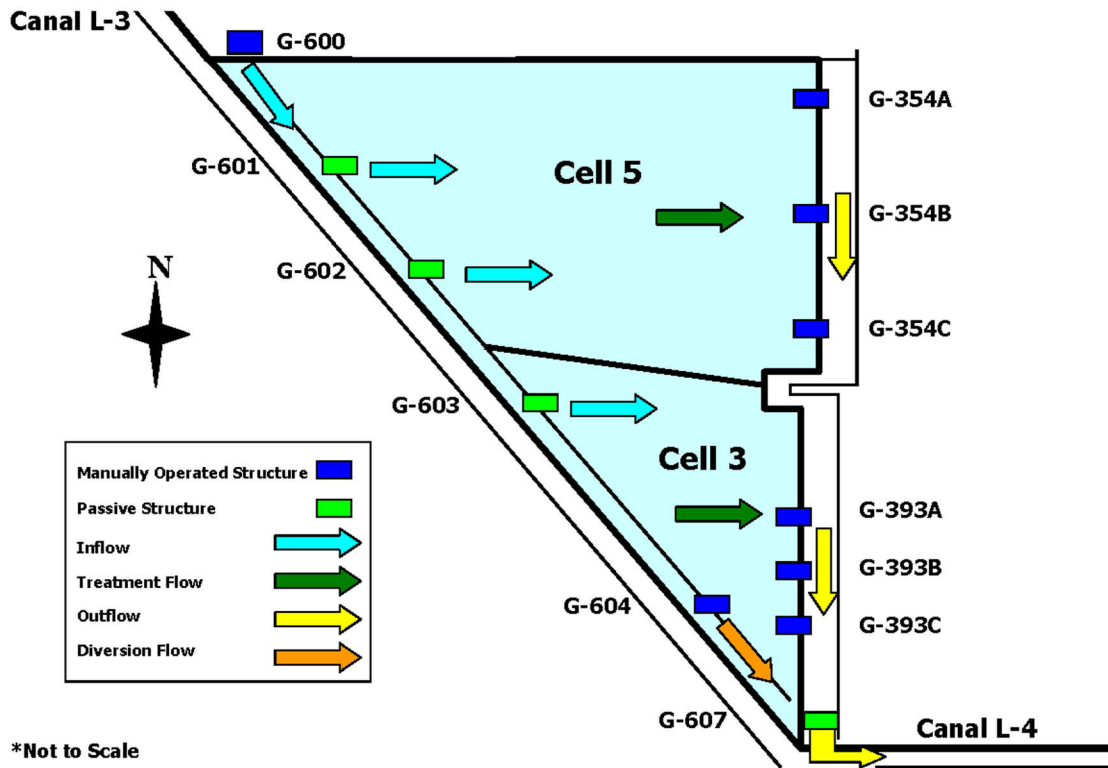 Canal L-3
G-600
G-354A
G-601
Cell 5
G-354B
G-602
N
G-354C
G-603
Cell 3
Manually Operated Structure
Passive Structure
Inflow
Treatment Flow
Outflow
Diversion Flow
G-393A
G-393B
G-604
G-393C
G-607
Canal L-4
*Not to Scale